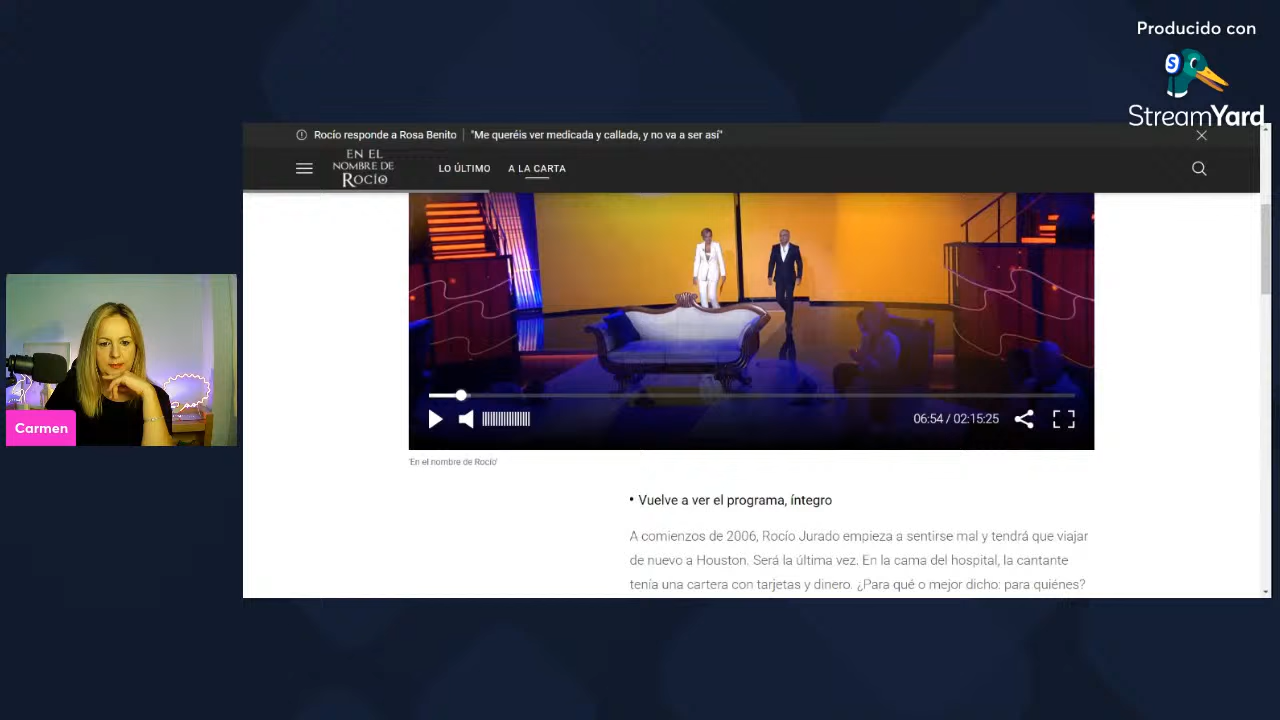 Producido con
StreamYard
Rocío responde a Rosa Benito | "Me queréis ver medicada y callada, y no va a ser así"
EN EL
NOMBRE DE
ROCÍO
LO ÚLTIMO
A LA CARTA
06:54 / 02:15:25
Carmen
'En el nombre de Rocío'
• Vuelve a ver el programa, íntegro
A comienzos de 2006, Rocío Jurado empieza a sentirse mal y tendrá que viajar
de nuevo a Houston. Será la última vez. En la cama del hospital, la cantante
tenía una cartera con tarjetas y dinero. ¿Para qué o mejor dicho: para quiénes?